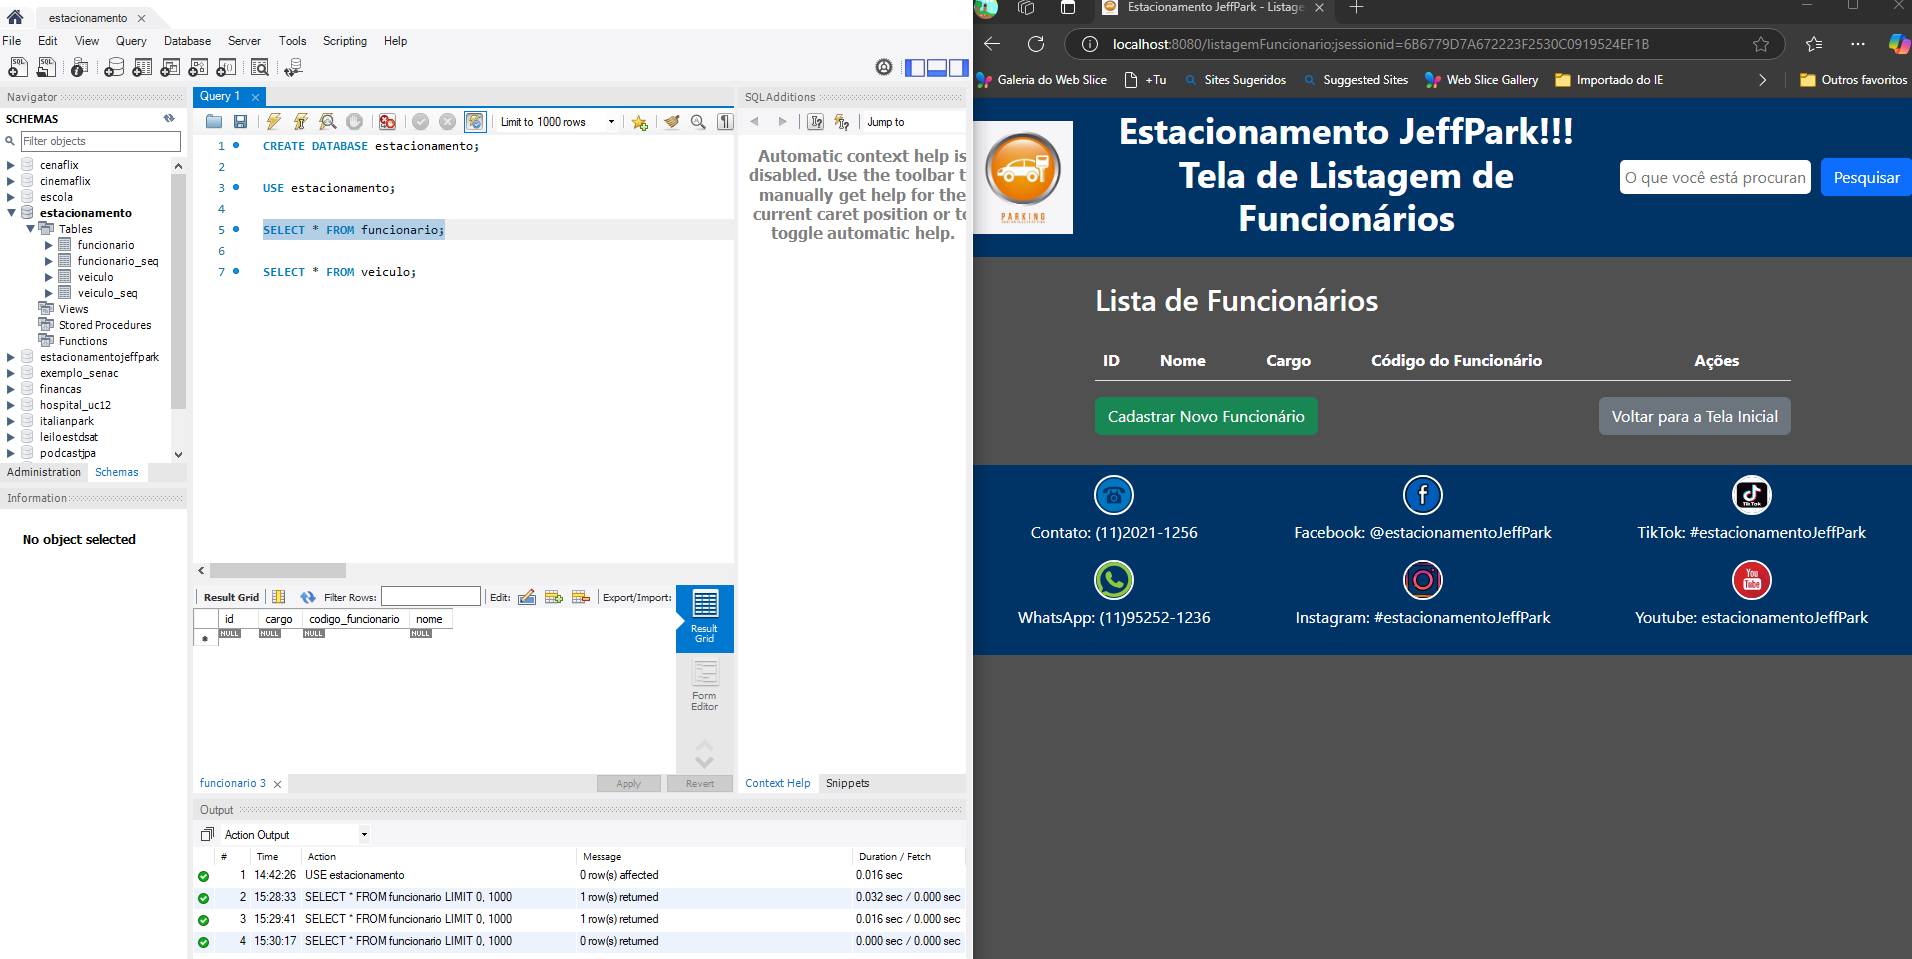 estacionamento
File Edit View Query Database Server Tools Scripting Help
Navigator
SCHEMAS
Filter objects
cenaflix
cinemaflix
escola
estacionamento
Tables
funcionario
funcionario_seq
veiculo
veiculo_seq
Views
Stored Procedures
Functions
estacionamentojeffpark
exemplo_senac
financas
hospital_uc12
italianpark
leiloestdsat
podcastjpa
Administration Schemas
Information
No object selected
Query 1
Limit to 1000 rows
1 CREATE DATABASE estacionamento;
2
3 USE estacionamento;
4
5 SELECT * FROM funcionario;
6
7 SELECT * FROM veiculo;
Result Grid Filter Rows: Edit: Export/Import:
id cargo codigo_funcionario nome
NULL NULL NULL NULL
Result
Grid
Form
Editor
funcionario 3
Apply Revert
SQLAdditions
Jump to
Automatic context help is
disabled. Use the toolbar t
manually get help for the
current caret position or to
toggle automatic help.
Context Help Snippets
Output
Action Output
# Time Action Message Duration / Fetch
1 14:42:26 USE estacionamento 0 row(s) affected 0.016 sec
2 15:28:33 SELECT * FROM funcionario LIMIT 0, 1000 1 row(s) returned 0.032 sec / 0.000 sec
3 15:29:41 SELECT * FROM funcionario LIMIT 0, 1000 1 row(s) returned 0.016 sec / 0.000 sec
4 15:30:17 SELECT * FROM funcionario LIMIT 0, 1000 0 row(s) returned 0.000 sec / 0.000 sec
Estacionamento JeffPark - Listage
localhost:8080/listagemFuncionario;jsessionid=6B6779D7A672223F2530C0919524EF1B
Galeria do Web Slice +Tu Sites Sugeridos Suggested Sites Web Slice Gallery Importado do IE Outros favoritos
PARKING
Estacionamento JeffPark!!!
Tela de Listagem de
Funcionários
O que você está procuran
Pesquisar
Lista de Funcionários
ID Nome Cargo Código do Funcionário Ações
Cadastrar Novo Funcionário
Voltar para a Tela Inicial
TikTok
Contato: (11)2021-1256
Facebook: @estacionamentoJeffPark
TikTok: #estacionamentoJeffPark
You
Tube
WhatsApp: (11)95252-1236
Instagram: #estacionamentoJeffPark
Youtube: estacionamentoJeffPark